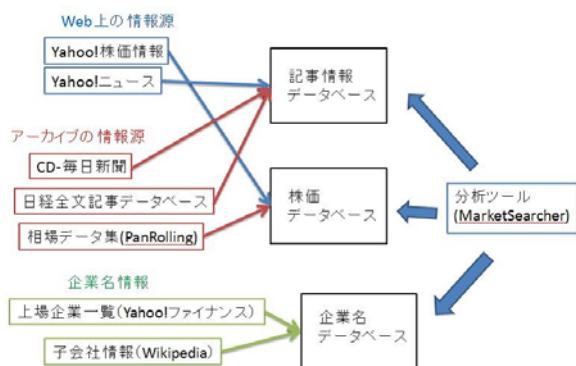 Web上の情報源
Yahoo!株価情報
Yahoo!ニュース
アーカイブの情報源
CD-毎日新聞
日経全文記事データベース
相場データ集(PanRolling)
企業名情報
上場企業一覧(Yahoo!ファイナンス)
子会社情報(Wikipedia)
記事情報
データベース
株価
データベース
企業名
データベース
分析ツール
(MarketSearcher)